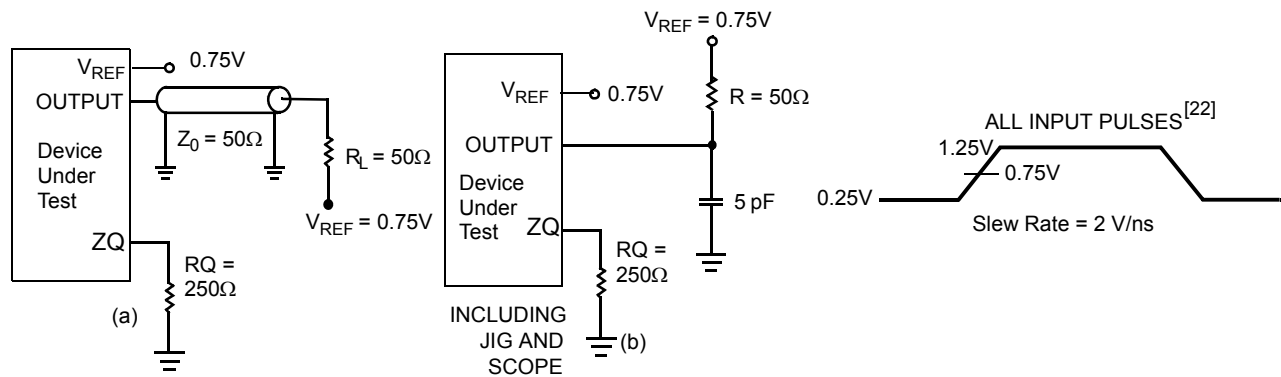 V_REF
0.75V
OUTPUT
Z_0 = 50Ω
Device
Under
Test
R_L = 50Ω
V_REF = 0.75V
ZQ
RQ =
250Ω
(a)
V_REF = 0.75V
V_REF
0.75V
R = 50Ω
OUTPUT
Device
Under
Test
5 pF
ZQ
RQ =
250Ω
INCLUDING
JIG AND
SCOPE
(b)
ALL INPUT PULSES[22]
1.25V
0.75V
0.25V
Slew Rate = 2 V/ns